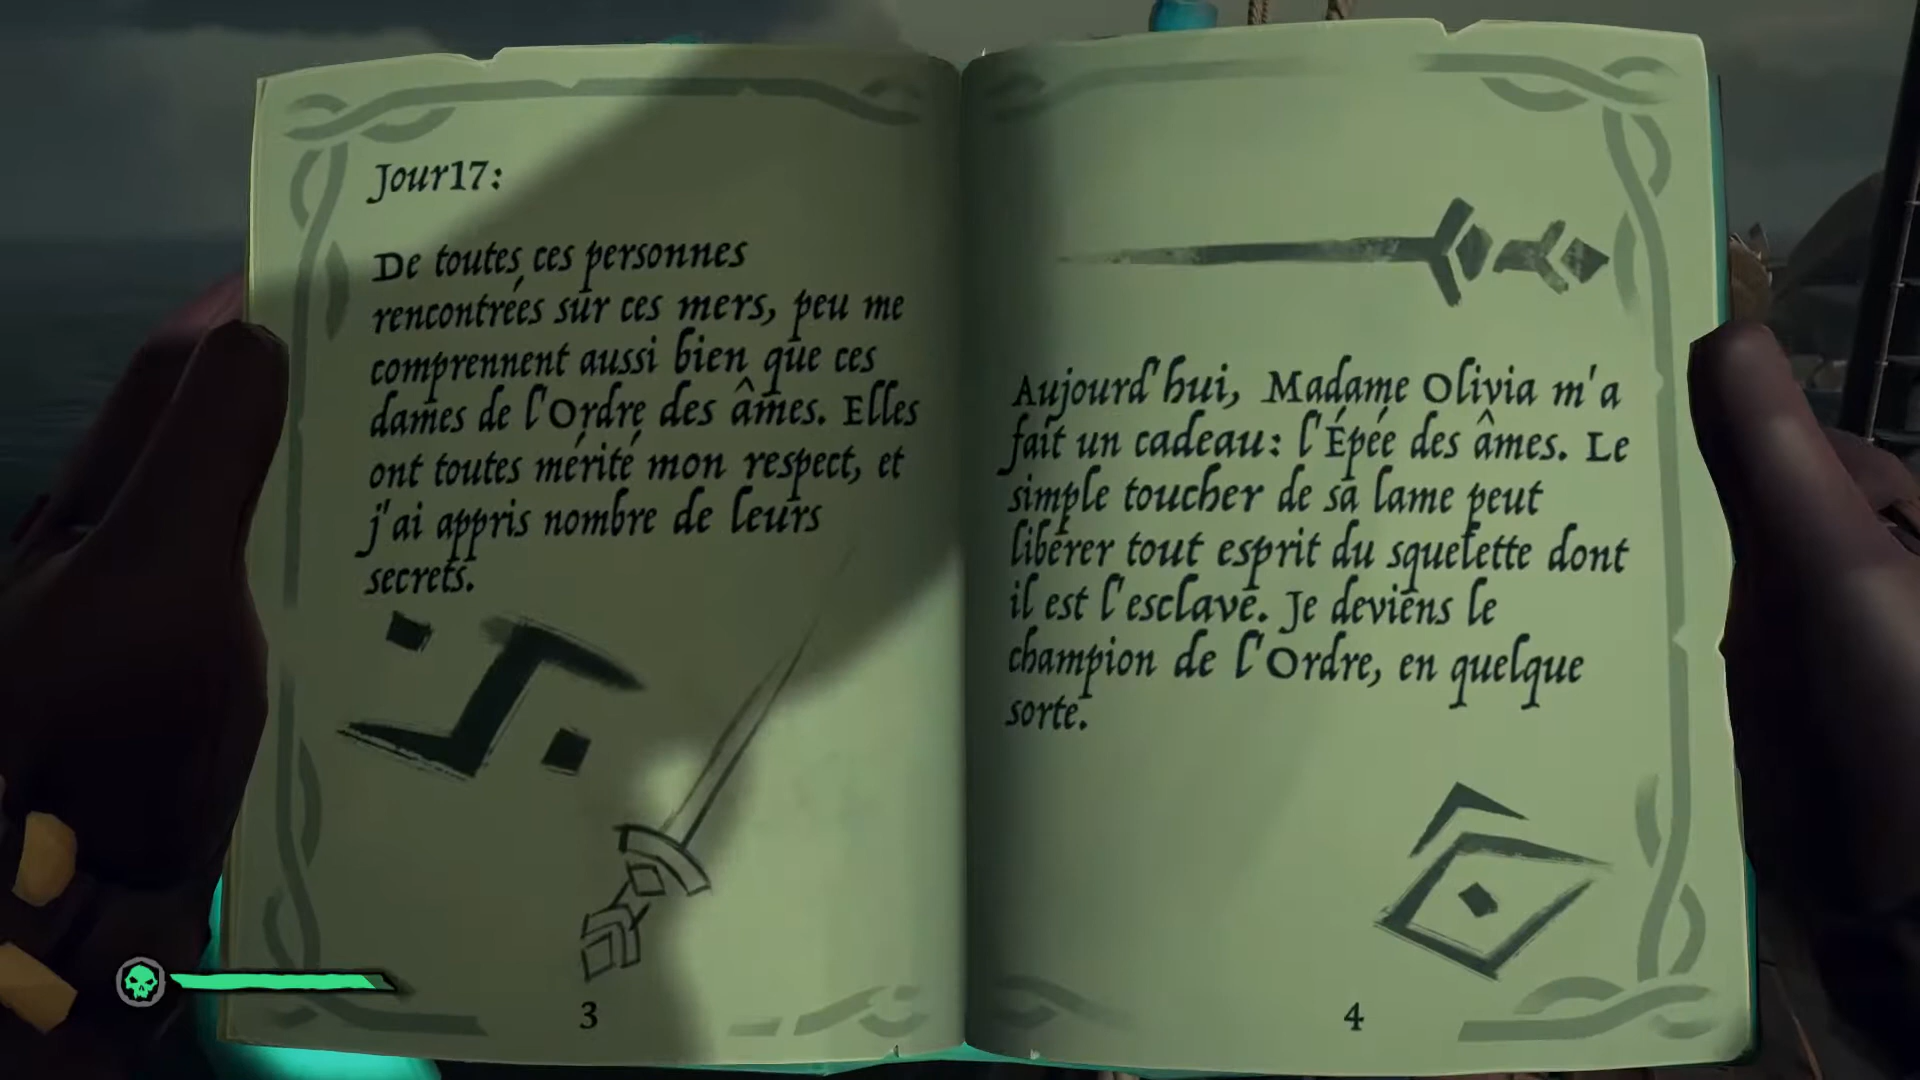 Jour17:
De toutes ces personnes
rencontrées sur ces mers, peu me
comprennent aussi bien que ces
dames de l'Ordre des âmes. Elles
ont toutes mérité mon respect, et
j'ai appris nombre de leurs
secrets.
3
Aujourd'hui, Madame Olivia m'a
fait un cadeau: l'Épée des âmes. Le
simple toucher de sa lame peut
libérer tout esprit du squelette dont
il est l'esclave. Je deviens le
champion de l'Ordre, en quelque
sorte.
4